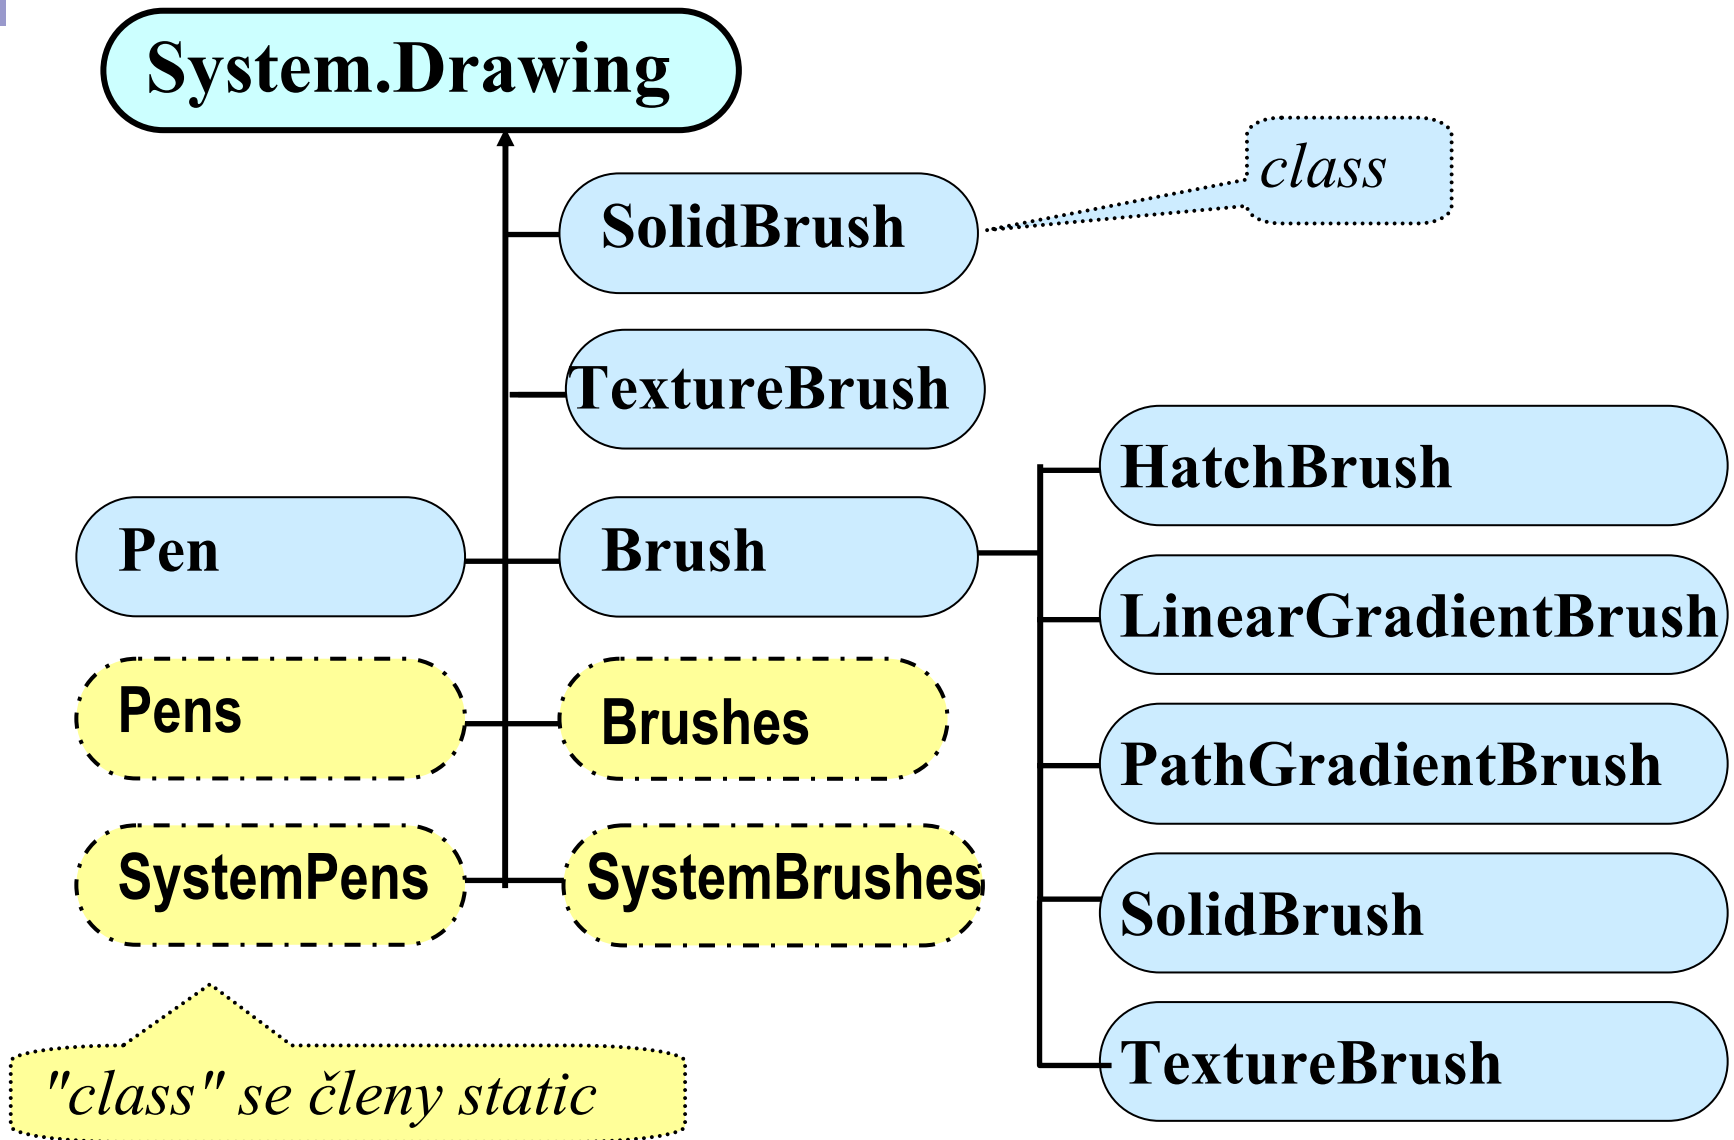 System.Drawing
class
SolidBrush
TextureBrush
HatchBrush
Pen
Brush
LinearGradientBrush
Pens
Brushes
PathGradientBrush
SystemPens
SystemBrushes
SolidBrush
TextureBrush
"class" se členy static